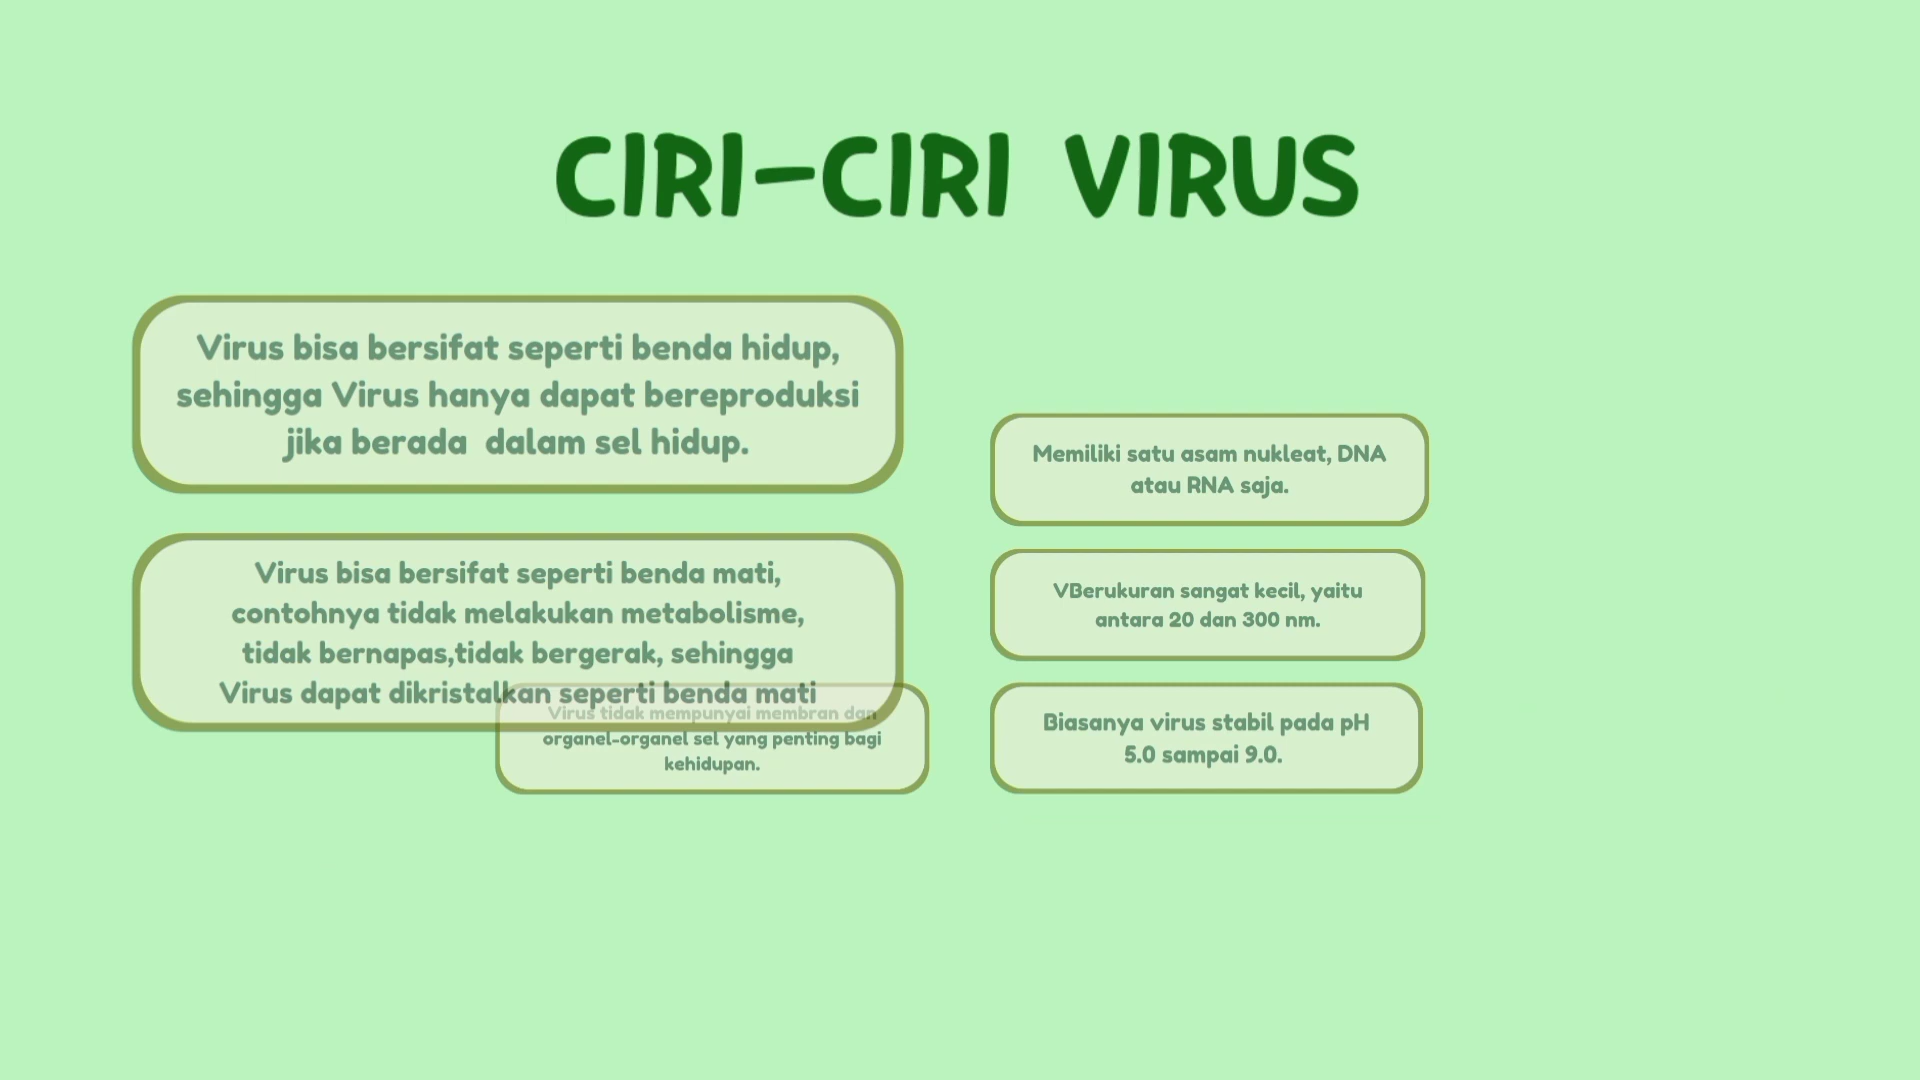 CIRI-CIRI VIRUS
Virus bisa bersifat seperti benda hidup,
sehingga Virus hanya dapat bereproduksi
jika berada  dalam sel hidup.
Virus bisa bersifat seperti benda mati,
contohnya tidak melakukan metabolisme,
tidak bernapas,tidak bergerak, sehingga
Virus dapat dikristalkan seperti benda mati
Virus tidak mempunyai membran dan
organel-organel sel yang penting bagi
kehidupan.
Memiliki satu asam nukleat, DNA
atau RNA saja.
VBerukuran sangat kecil, yaitu
antara 20 dan 300 nm.
Biasanya virus stabil pada pH
5.0 sampai 9.0.